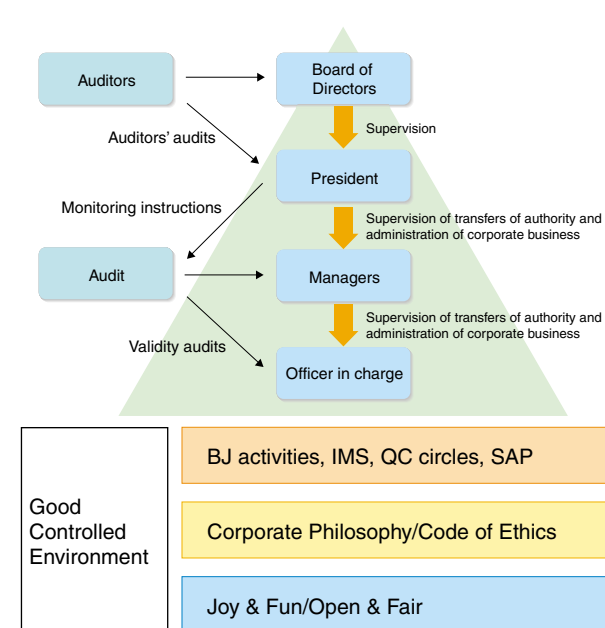 Auditors
Board of
Directors
Auditors' audits
Supervision
President
Monitoring instructions
Supervision of transfers of authority and
administration of corporate business
Audit
Managers
Supervision of transfers of authority and
administration of corporate business
Validity audits
Officer in charge
Good
Controlled
Environment
BJ activities, IMS, QC circles, SAP
Corporate Philosophy/Code of Ethics
Joy & Fun/Open & Fair